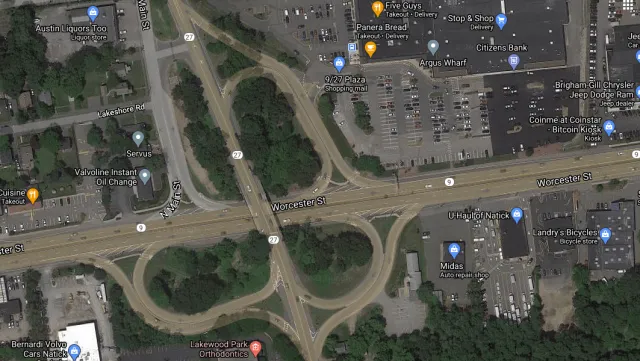 Austin Liquors Too
Liquor store
Main St
27
Five Guys
Takeout • Delivery
Panera Bread
Takeout • Delivery
Stop & Shop
Delivery
Argus Wharf
Citizens Bank
9/27 Plaza
Shopping mall
Je
Ca
Brigham-Gill Chrysler
Jeep Dodge Ram
Jeep dealer
Coinme at Coinstar
- Bitcoin Kiosk
Kiosk
Lakeshore Rd
Servus
Valvoline Instant
Oil Change
27
9
9
Worcester St
Cuisine
Takeout
N Main St
Worcester St
U-Haul of Natick
Landry's Bicycles
Bicycle store
9
27
ster St
Midas
Auto repair shop
Bernardi Volvo
Cars Natick
Lakewood Park
Orthodontics